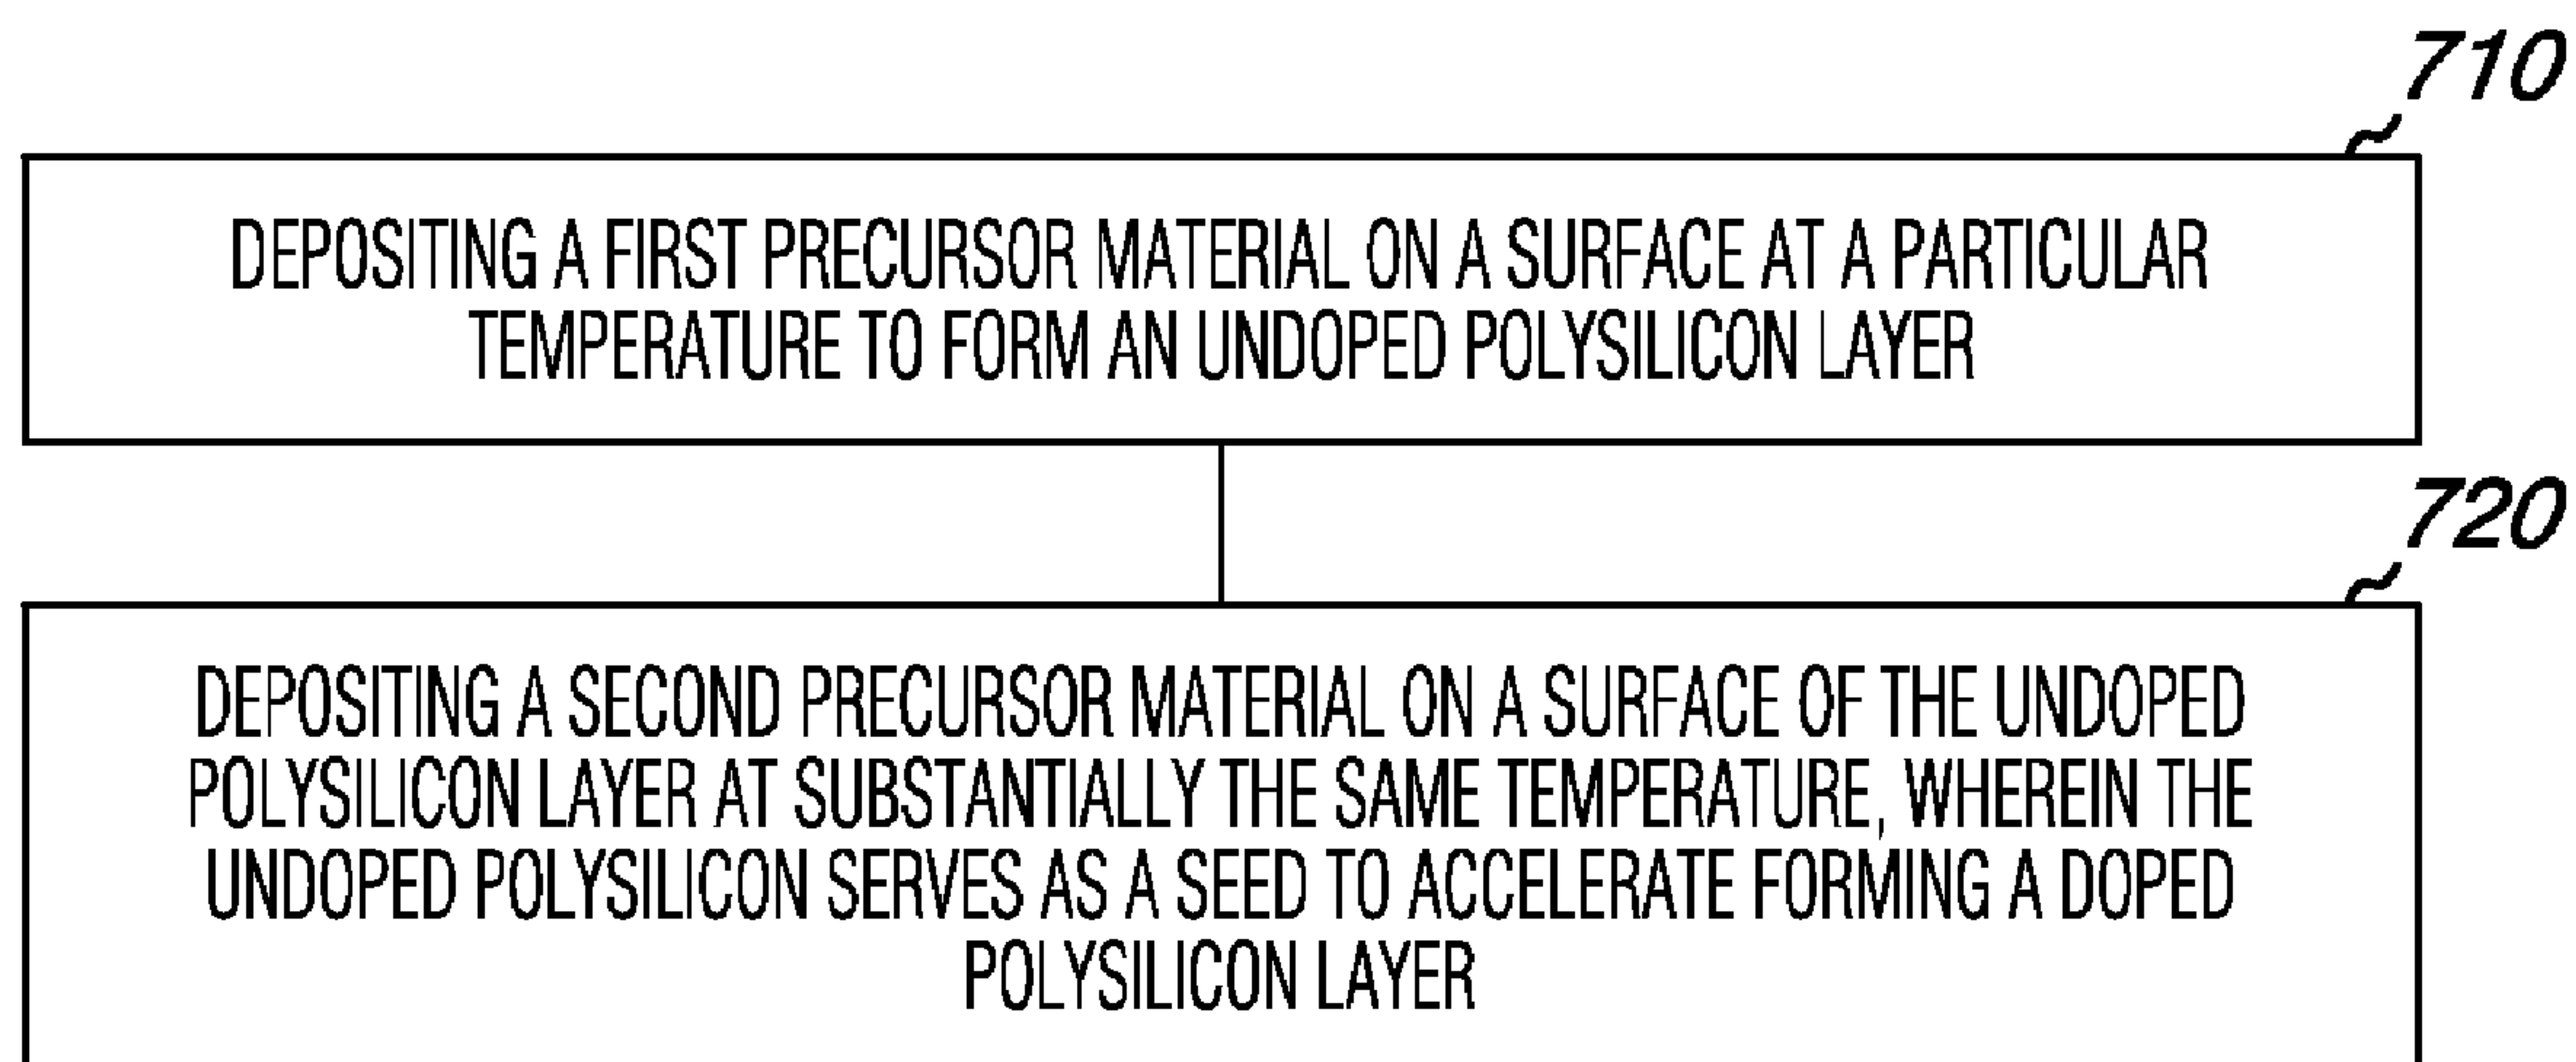 710
DEPOSITING A FIRST PRECURSOR MATERIAL ON A SURFACE AT A PARTICULAR
TEMPERATURE TO FORM AN UNDOPED POLYSILICON LAYER
720
DEPOSITING A SECOND PRECURSOR MATERIAL ON A SURFACE OF THE UNDOPED
POLYSILICON LAYER AT SUBSTANTIALLY THE SAME TEMPERATURE, WHEREIN THE
UNDOPED POLYSILICON SERVES AS A SEED TO ACCELERATE FORMING A DOPED
POLYSILICON LAYER